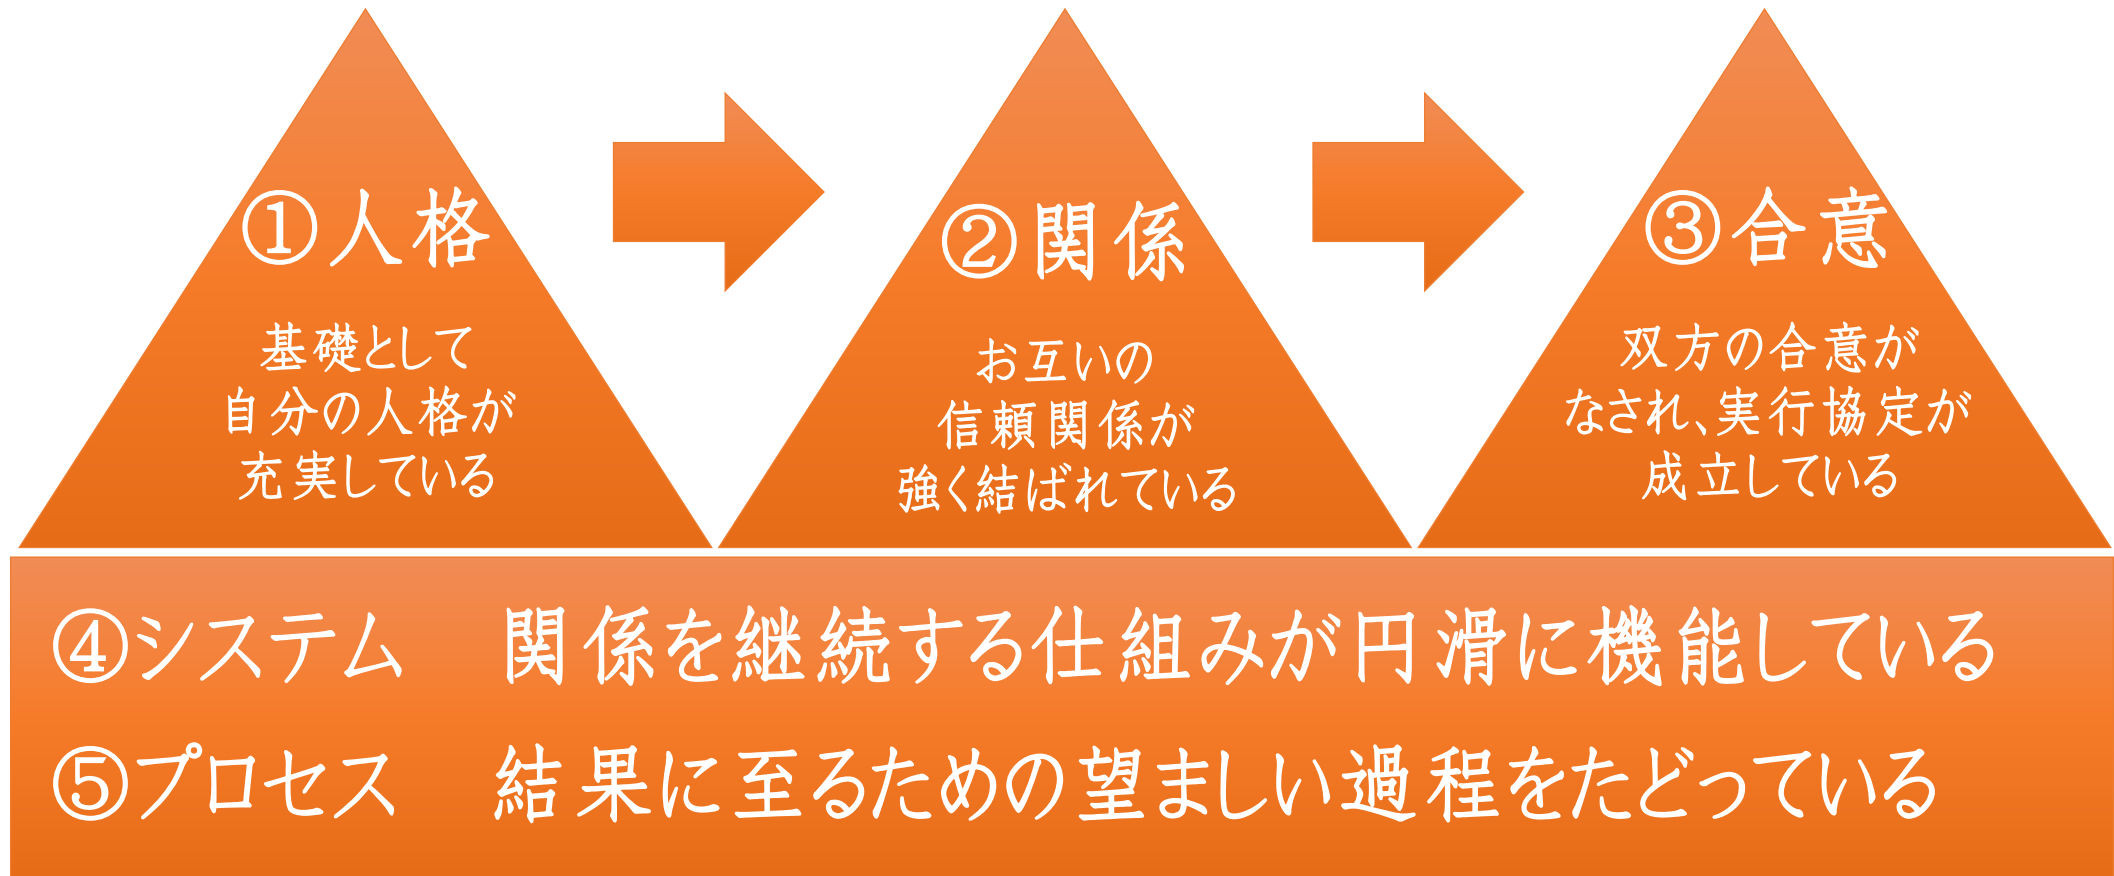 ①人格
基礎として
自分の人格が
充実している
②関係
お互いの
信頼関係が
強く結ばれている
③合意
双方の合意が
なされ、実行協定が
成立している
④システム　関係を継続する仕組みが円滑に機能している
⑤プロセス　結果に至るための望ましい過程をたどっている